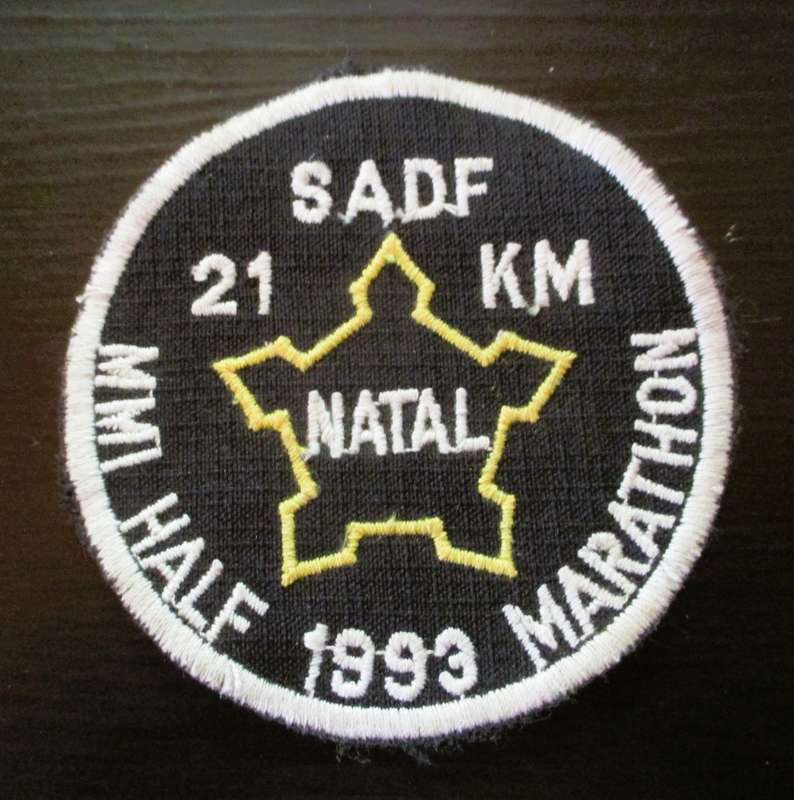 SADF
21 KM
NATAL
MMI HALF MARATHON
1993